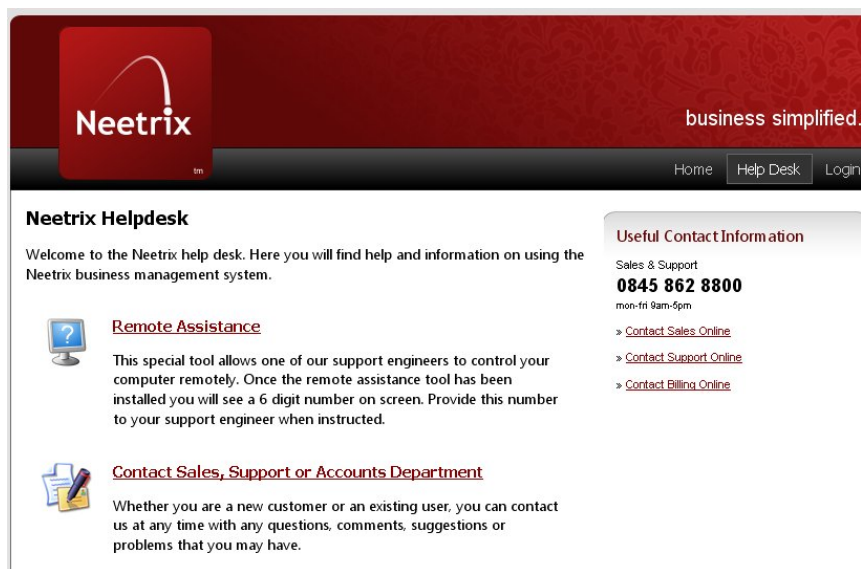 Neetrix
tm
business simplified.
Home Help Desk Login
Neetrix Helpdesk
Welcome to the Neetrix help desk. Here you will find help and information on using the
Neetrix business management system.
?
Remote Assistance
This special tool allows one of our support engineers to control your
computer remotely. Once the remote assistance tool has been
installed you will see a 6 digit number on screen. Provide this number
to your support engineer when instructed.
Contact Sales, Support or Accounts Department
Whether you are a new customer or an existing user, you can contact
us at any time with any questions, comments, suggestions or
problems that you may have.
Useful Contact Information
Sales & Support
0845 862 8800
mon-fri 9am-5pm
» Contact Sales Online
» Contact Support Online
» Contact Billing Online